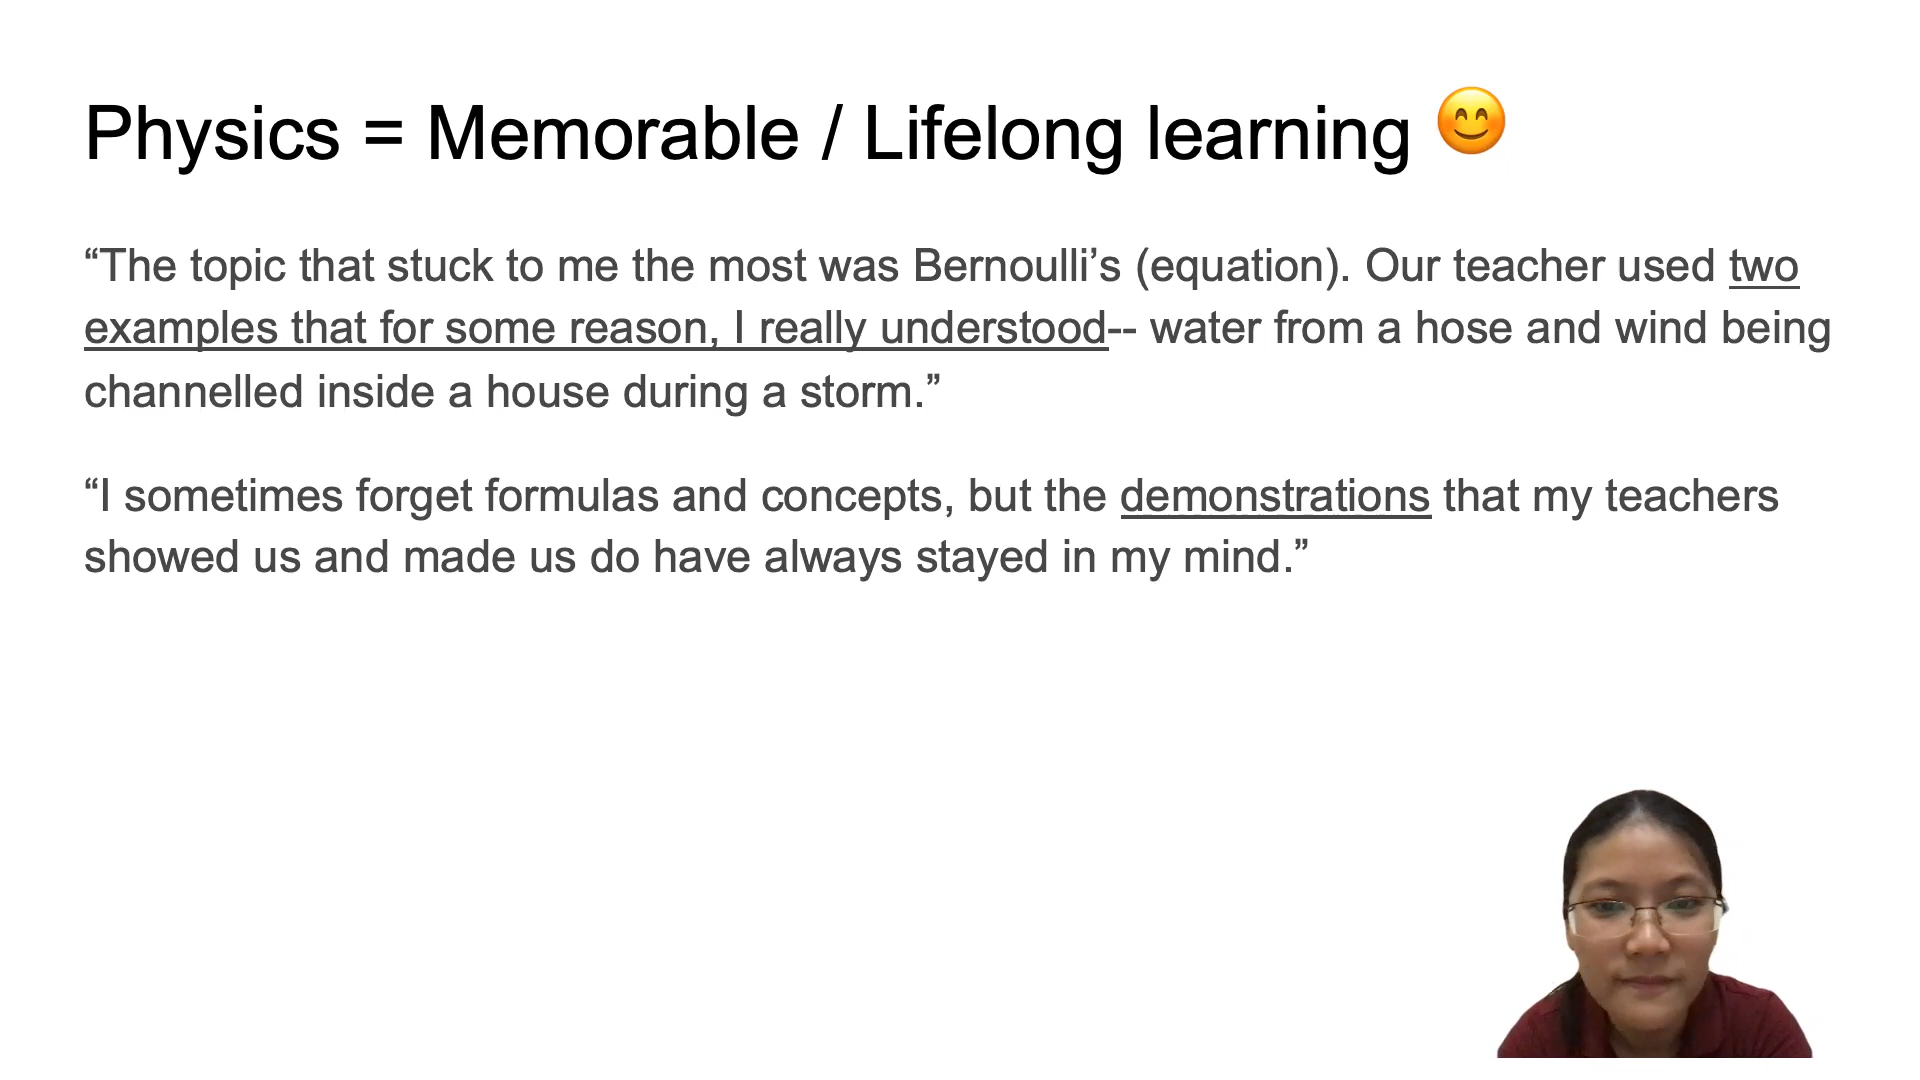 Physics = Memorable / Lifelong learning 😊
“The topic that stuck to me the most was Bernoulli’s (equation). Our teacher used two
examples that for some reason, I really understood-- water from a hose and wind being
channelled inside a house during a storm.”
“I sometimes forget formulas and concepts, but the demonstrations that my teachers
showed us and made us do have always stayed in my mind.”